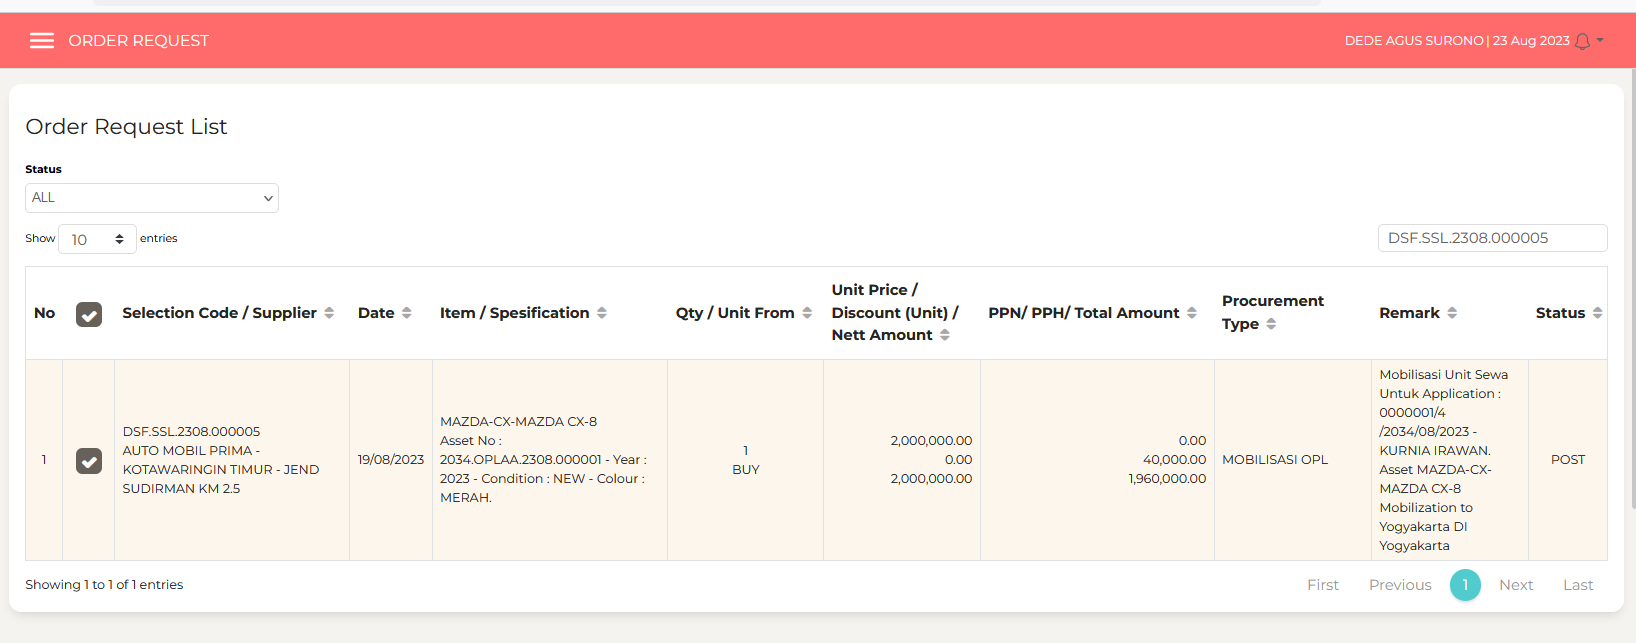 ORDER REQUEST
DEDE AGUS SURONO | 23 Aug 2023
Order Request List
Status
ALL
Show 10 entries
DSF.SSL.2308.000005
No
Selection Code / Supplier
Date
Item / Spesification
Qty / Unit From
Unit Price /
Discount (Unit) /
Nett Amount
PPN/ PPH/ Total Amount
Procurement
Type
Remark
Status
1
DSF.SSL.2308.000005
AUTO MOBIL PRIMA -
KOTAWARINGIN TIMUR - JEND
SUDIRMAN KM 2.5
19/08/2023
MAZDA-CX-MAZDA CX-8
Asset No :
2034.OPLAA.2308.000001 - Year :
2023 - Condition : NEW - Colour :
MERAH.
1
BUY
2,000,000.00
0.00
2,000,000.00
0.00
40,000.00
1,960,000.00
MOBILISASI OPL
Mobilisasi Unit Sewa
Untuk Application :
0000001/4
/2034/08/2023 -
KURNIA IRAWAN.
Asset MAZDA-CX-
MAZDA CX-8
Mobilization to
Yogyakarta DI
Yogyakarta
POST
Showing 1 to 1 of 1 entries
First Previous 1 Next Last